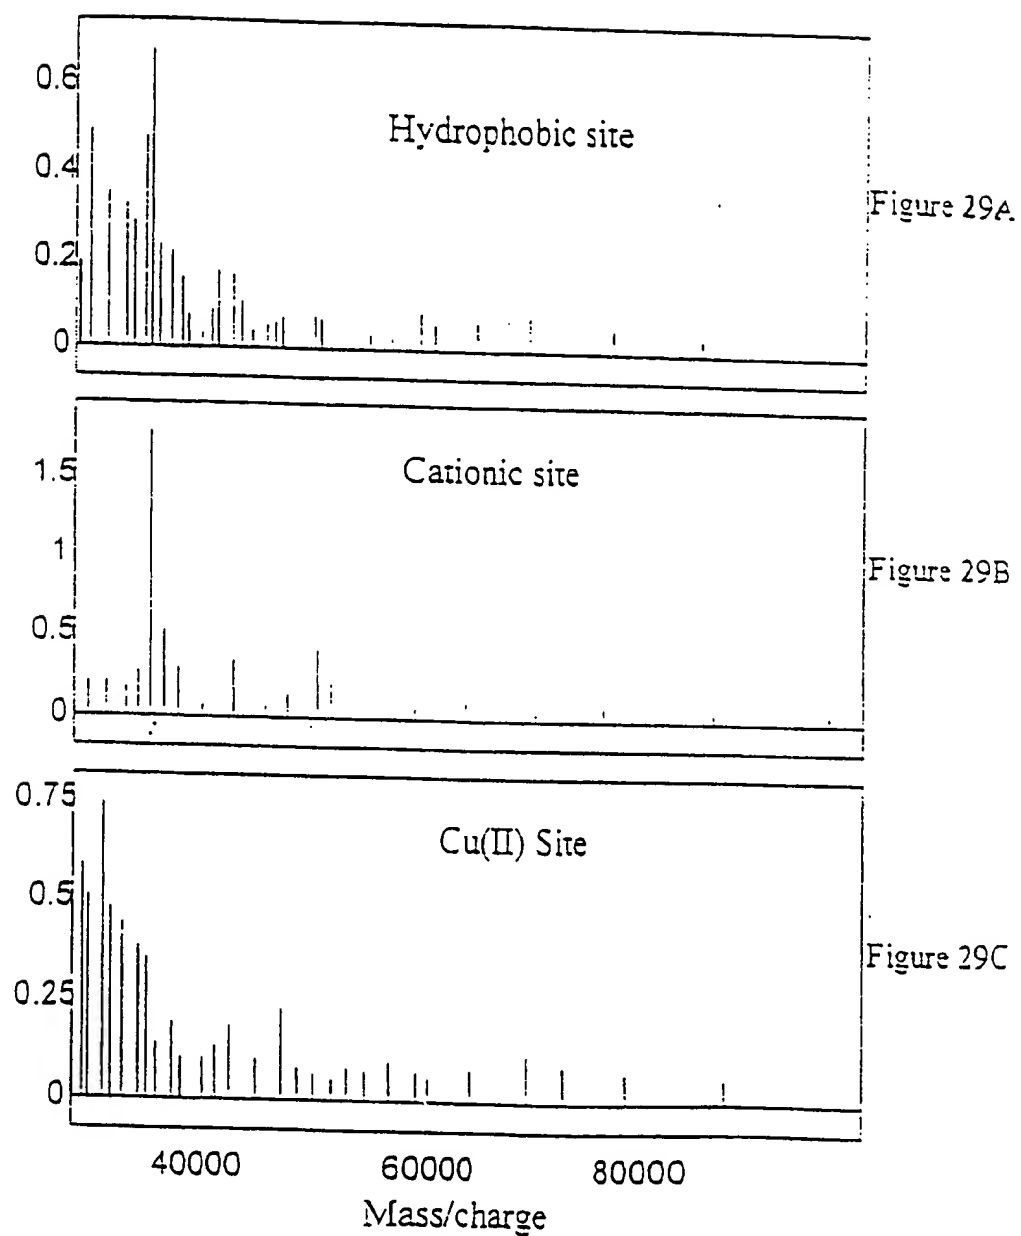 0.6
0.4
0.2
0
Hydrophobic site
Figure 29A
1.5
1
0.5
0
Cationic site
Figure 29B
0.75
0.5
0.25
0
Cu(II) Site
Figure 29C
40000 60000 80000
Mass/charge